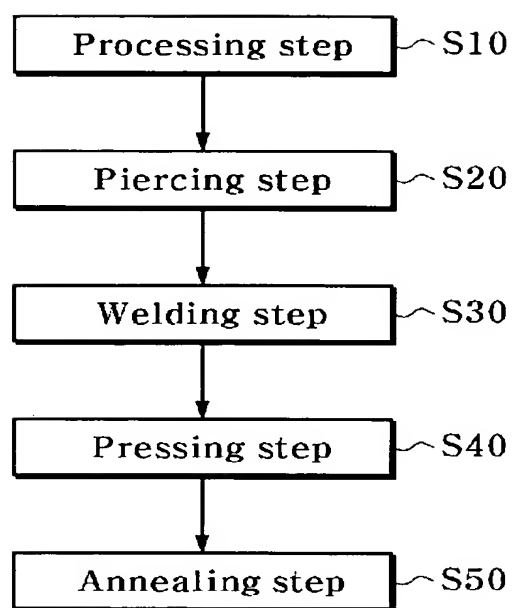 Processing step S10
Piercing step S20
Welding step S30
Pressing step S40
Annealing step S50